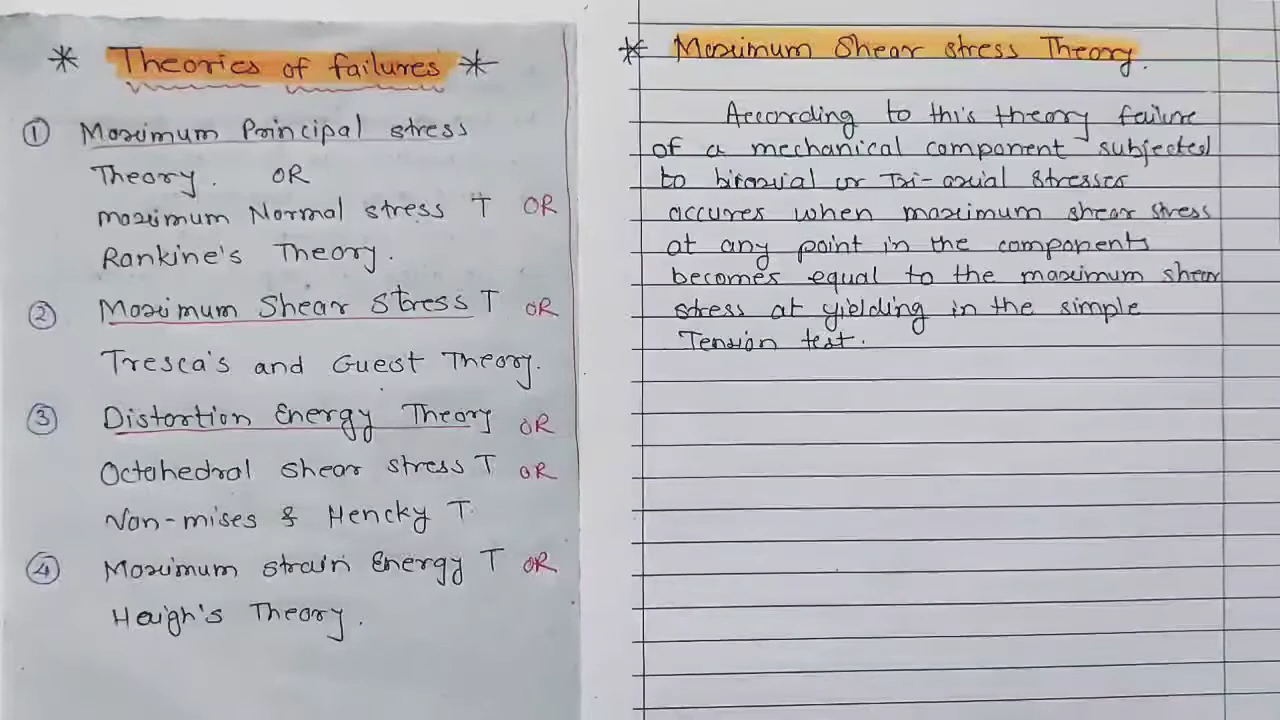 * Theories of failures *
① Maximum Principal stress
Theory. OR
maximum Normal stress T OR
Rankine's Theory.
② Maximum Shear Stress T OR
Tresca's and Guest Theory.
③ Distortion Energy Theory OR
Octahedral shear stress T OR
Von-mises & Hencky T.
④ Maximum strain Energy T OR
Haigh's Theory.
* Maximum Shear stress Theory.
According to this theory failure
of a mechanical component subjected
to biaxial or Tri-axial stresses
accures when maximum shear stress
at any point in the components
becomes equal to the maximum shear
stress at yielding in the simple
Tension test.